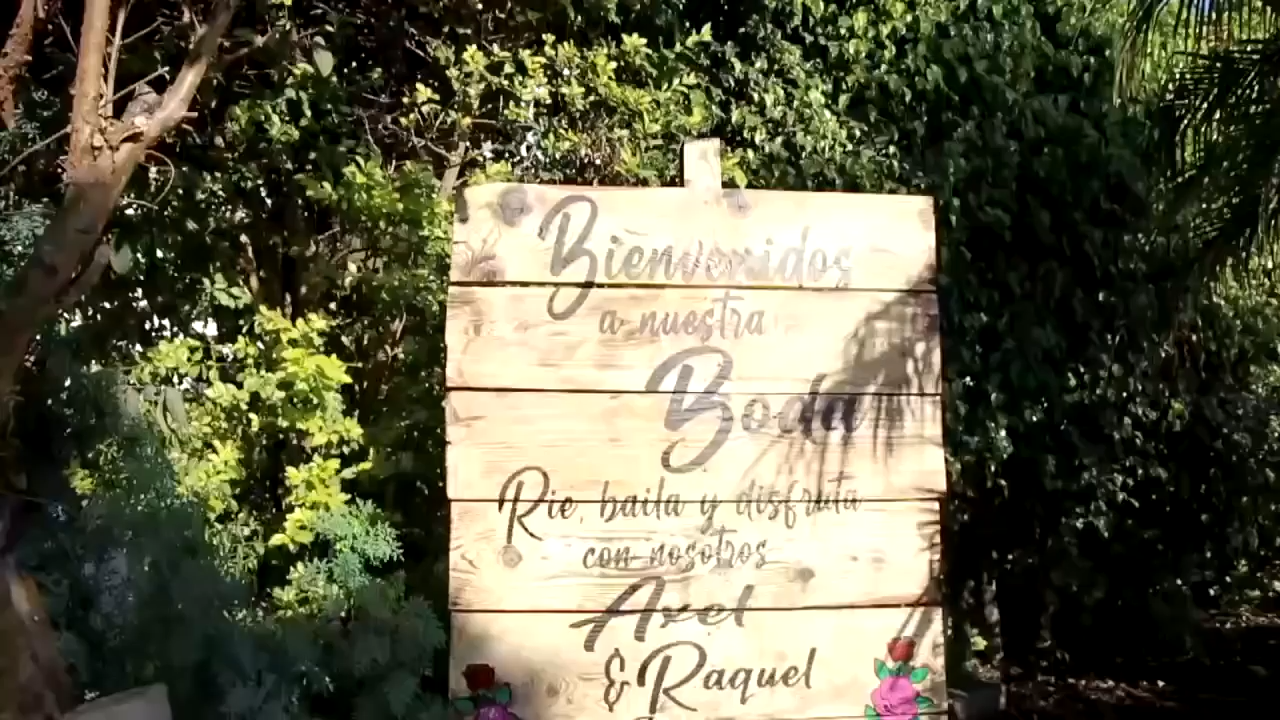 Bienvenidos
a nuestra
Boda
Rie, baila y disfruta
con nosotros
Axel
& Raquel